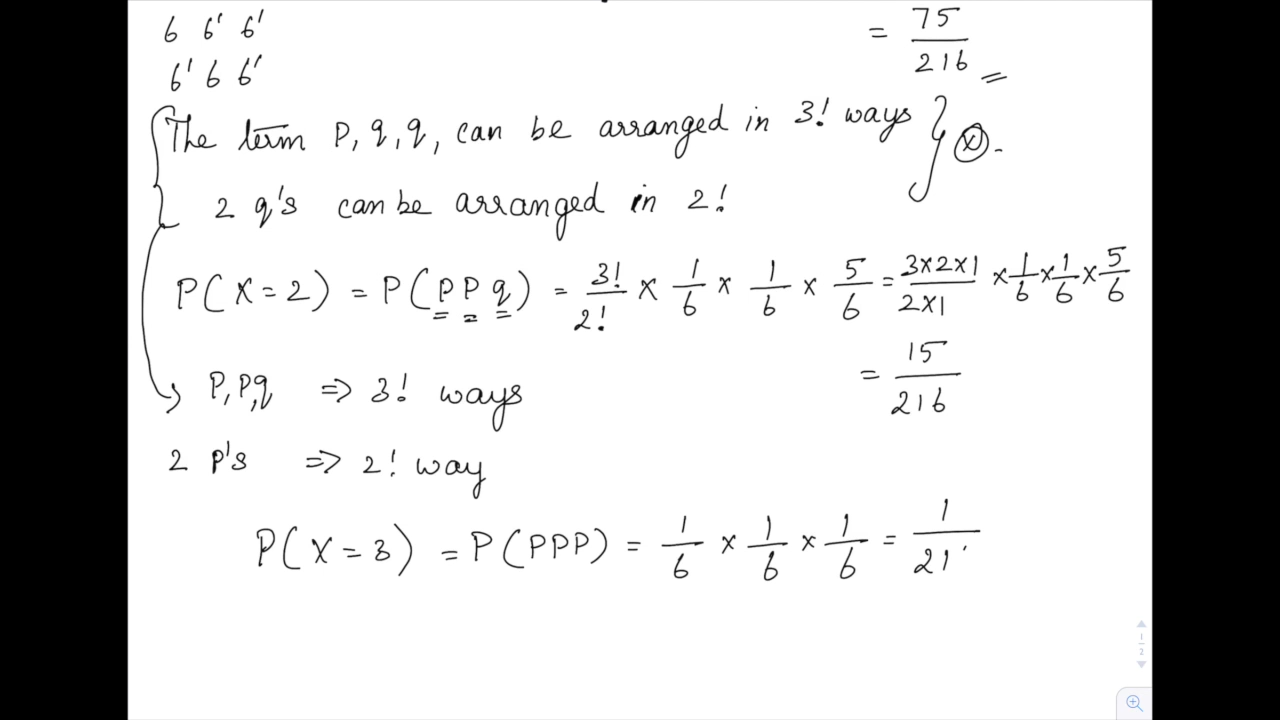 6 6' 6'
= 75/216
6' 6 6'
The term P, q, q, can be arranged in 3! ways
2 q's can be arranged in 2!
P(X=2) = P(PPq) = 3!/2! × 1/6 × 1/6 × 5/6 = 3×2×1/2×1 × 1/6 × 1/6 × 5/6
= 15/216
P, P, q => 3! ways
2 P's => 2! way
P(X=3) = P(PPP) = 1/6 × 1/6 × 1/6 = 1/21
1/2